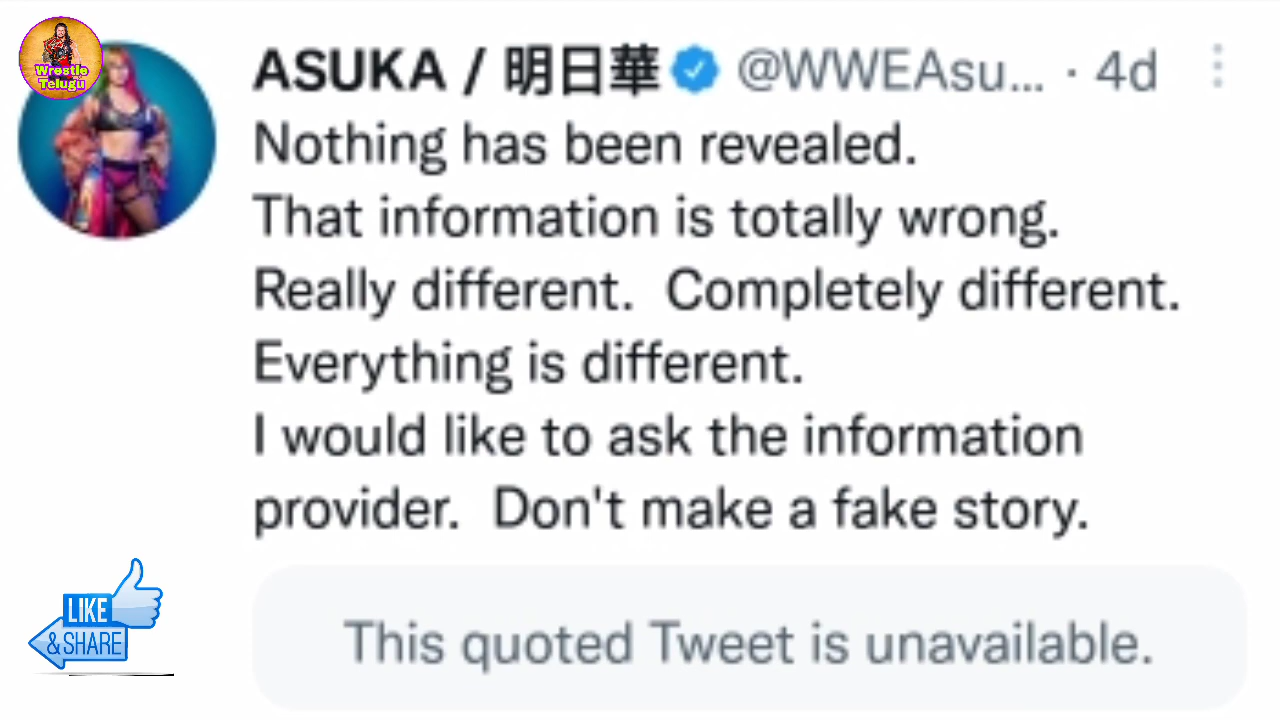 Wrestle
Telugu
ASUKA / 明日華 @WWEAsu... · 4d
Nothing has been revealed.
That information is totally wrong.
Really different.  Completely different.
Everything is different.
I would like to ask the information
provider.  Don't make a fake story.
This quoted Tweet is unavailable.
LIKE
& SHARE